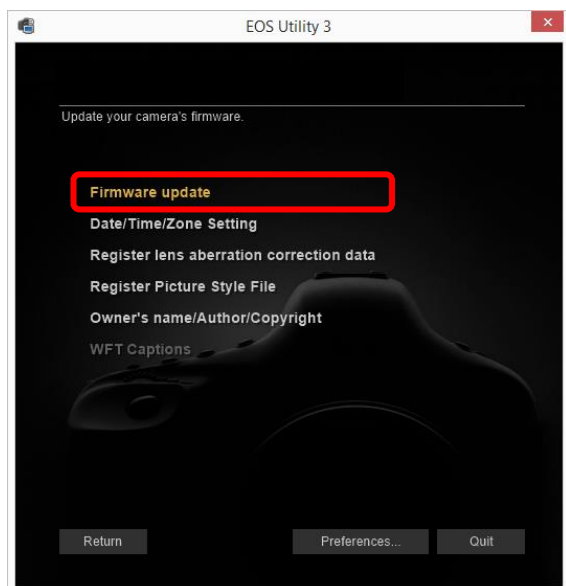 EOS Utility 3
Update your camera's firmware.
Firmware update
Date/Time/Zone Setting
Register lens aberration correction data
Register Picture Style File
Owner's name/Author/Copyright
WFT Captions
Return Preferences... Quit